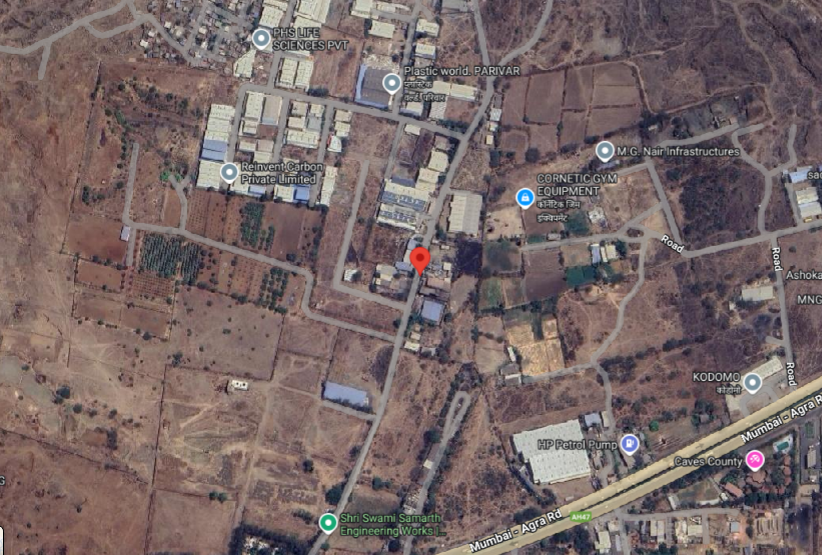 PHS LIFE
SCIENCES PVT
Plastic world. PARIVAR
M.G. Nair Infrastructures
Reinvent Carbon
Private Limited
CORNETIC GYM
EQUIPMENT
कॉर्नेटिक जिम
इक्विपमेंट
Road
Road
Ashoka
MNG
Road
KODOMO
कोडोमो
Mumbai - Agra R
HP Petrol Pump
Caves County
G
Shri Swami Samarth
Engineering Works |...
AH47
Mumbai - Agra Rd